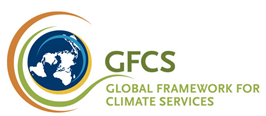 GFCS
GLOBAL FRAMEWORK FOR
CLIMATE SERVICES